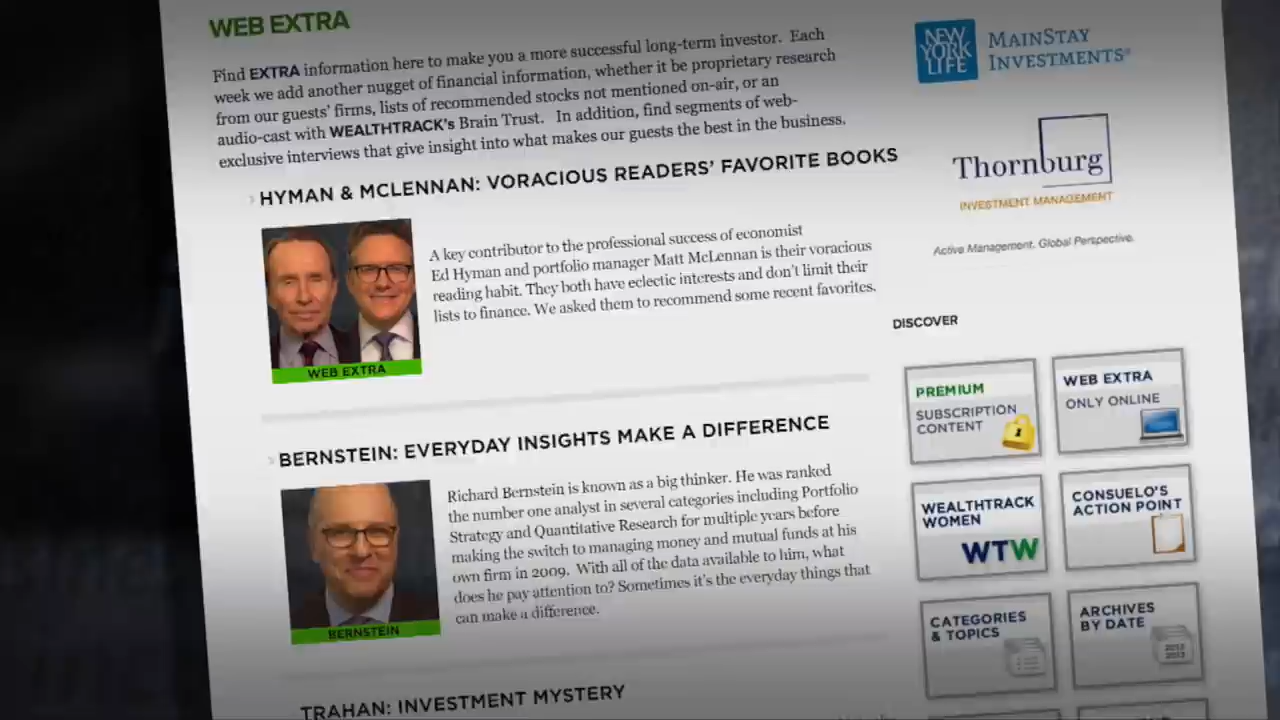 WEB EXTRA
Find EXTRA information here to make you a more successful long-term investor. Each
week we add another nugget of financial information, whether it be proprietary research
from our guests' firms, lists of recommended stocks not mentioned on-air, or an
audio-cast with WEALTHTRACK's Brain Trust. In addition, find segments of web-
exclusive interviews that give insight into what makes our guests the best in the business.
HYMAN & MCLENNAN: VORACIOUS READERS' FAVORITE BOOKS
WEB EXTRA
A key contributor to the professional success of economist
Ed Hyman and portfolio manager Matt McLennan is their voracious
reading habit. They both have eclectic interests and don't limit their
lists to finance. We asked them to recommend some recent favorites.
BERNSTEIN: EVERYDAY INSIGHTS MAKE A DIFFERENCE
BERNSTEIN
Richard Bernstein is known as a big thinker. He was ranked
the number one analyst in several categories including Portfolio
Strategy and Quantitative Research for multiple years before
making the switch to managing money and mutual funds at his
own firm in 2009. With all of the data available to him, what
does he pay attention to? Sometimes it's the everyday things that
can make a difference.
TRAHAN: INVESTMENT MYSTERY
NEW
YORK
LIFE
MAINSTAY
INVESTMENTS®
Thornburg
INVESTMENT MANAGEMENT
Active Management. Global Perspective.
DISCOVER
PREMIUM
SUBSCRIPTION
CONTENT
WEB EXTRA
ONLY ONLINE
WEALTHTRACK
WOMEN
WTW
CONSUELO'S
ACTION POINT
CATEGORIES
& TOPICS
ARCHIVES
BY DATE
2012
2013